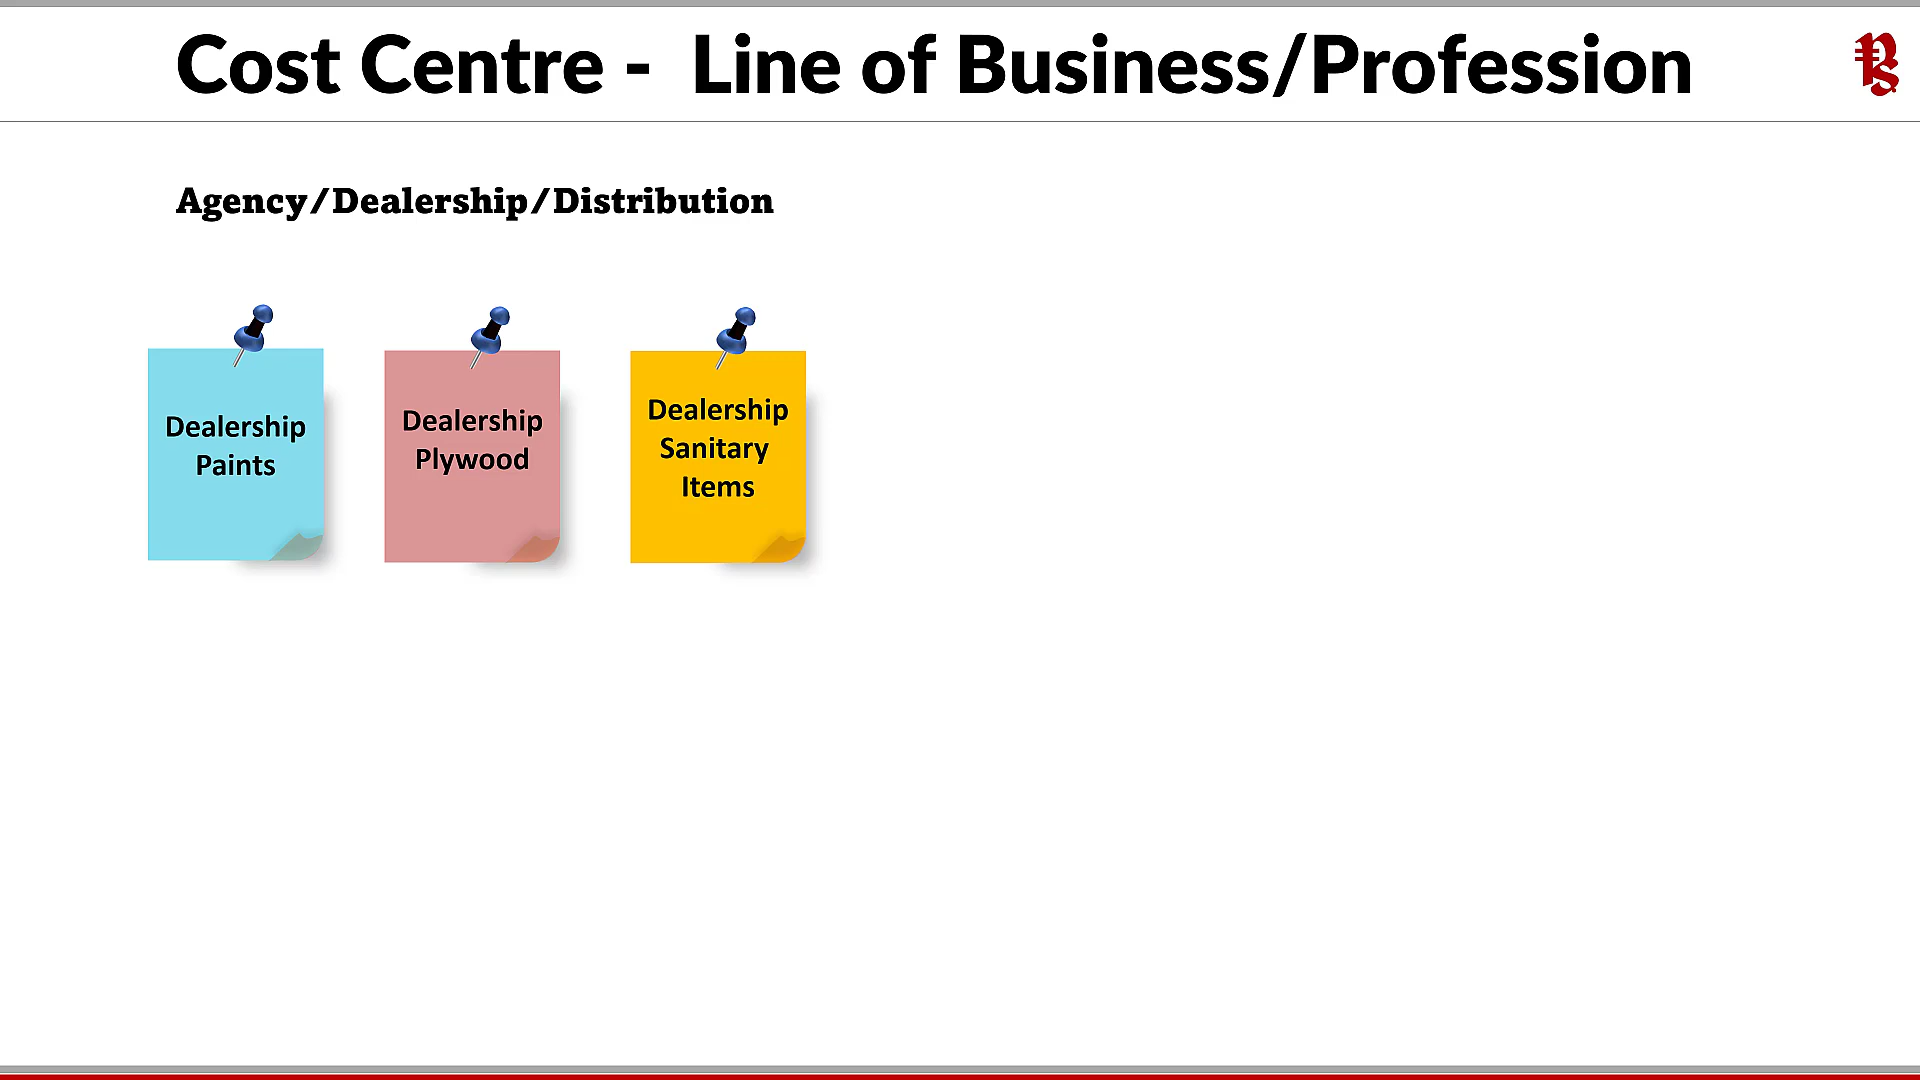 Cost Centre - Line of Business/Profession
Agency/Dealership/Distribution
Dealership
Paints
Dealership
Plywood
Dealership
Sanitary
Items